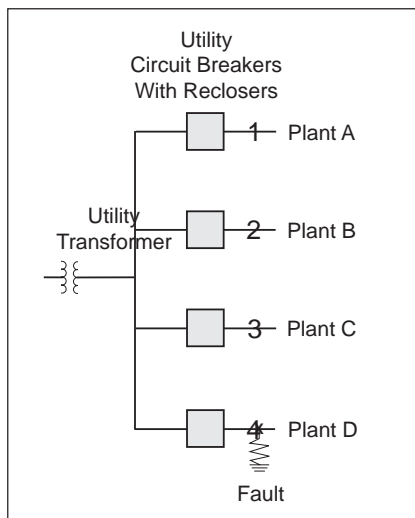 Utility
Circuit Breakers
With Reclosers
1 Plant A
Utility
Transformer
2 Plant B
3 Plant C
4 Plant D
Fault